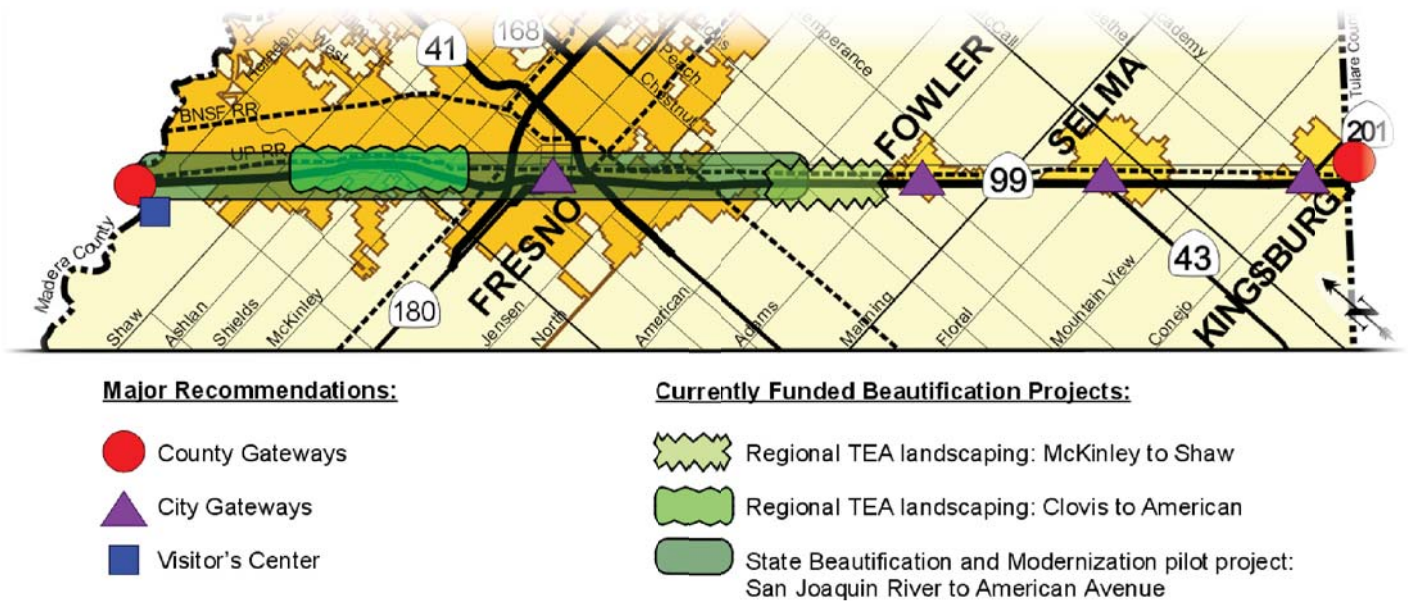 168
41
Herndon
West
Clovis
Peach
Chestnut
Temperance
McCall
Academy
Tulare County
BNSF RR
UP RR
FOWLER
SELMA
201
99
Madera County
FRESNO
43
KINGSBURG
180
N
Shaw
Ashlan
Shields
McKinley
Jensen
North
American
Adams
Manning
Floral
Mountain View
Conejo
Major Recommendations:
County Gateways
City Gateways
Visitor's Center
Currently Funded Beautification Projects:
Regional TEA landscaping: McKinley to Shaw
Regional TEA landscaping: Clovis to American
State Beautification and Modernization pilot project:
San Joaquin River to American Avenue